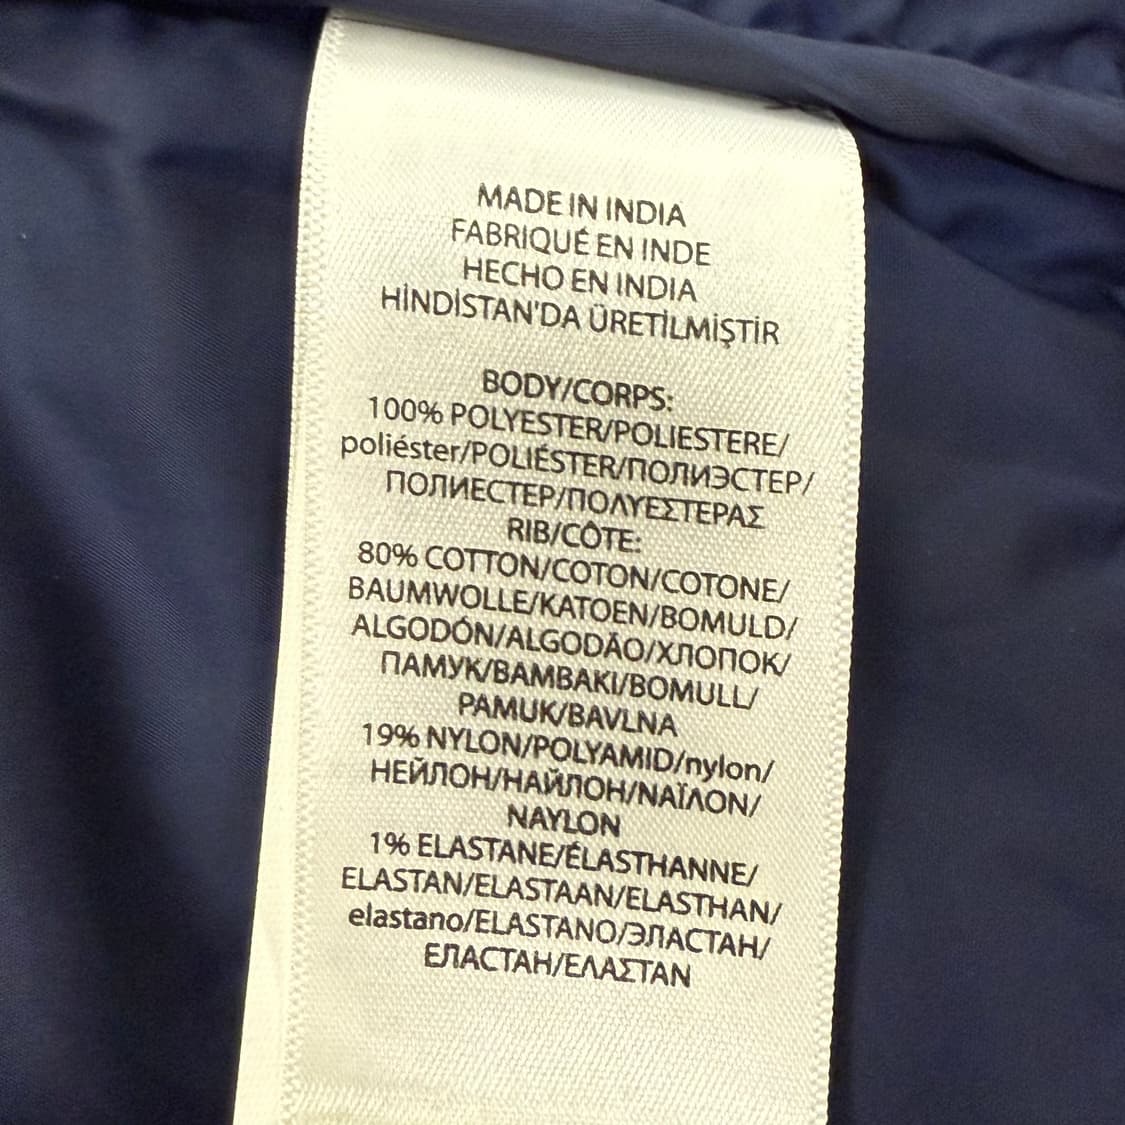 MADE IN INDIA
FABRIQUÉ EN INDE
HECHO EN INDIA
HİNDİSTAN'DA ÜRETİLMİŞTİR
BODY/CORPS:
100% POLYESTER/POLIESTERE/
poliéster/POLIÉSTER/ПОЛИЭСТЕР/
ПОЛИЕСТЕР/ΠΟΛΥΕΣΤΕΡΑΣ
RIB/CÔTE:
80% COTTON/COTON/COTONE/
BAUMWOLLE/KATOEN/BOMULD/
ALGODÓN/ALGODÃO/ХЛОПОК/
ПАМУК/BAMBAKI/BOMULL/
PAMUK/BAVLNA
19% NYLON/POLYAMID/nylon/
НЕЙЛОН/НАЙЛОН/ΝΑΪΛΟΝ/
NAYLON
1% ELASTANE/ÉLASTHANNE/
ELASTAN/ELASTAAN/ELASTHAN/
elastano/ELASTANO/ЭЛАСТАН/
ЕЛАСТАН/ΕΛΑΣΤΑΝ